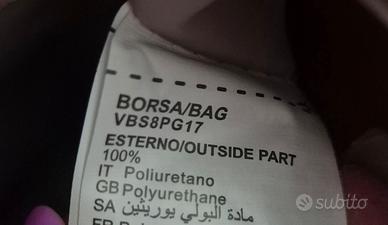 BORSA/BAG
VBS8PG17
ESTERNO/OUTSIDE PART
100%
IT Poliuretano
GB Polyurethane
SA مادة البولي يوريثين
subito